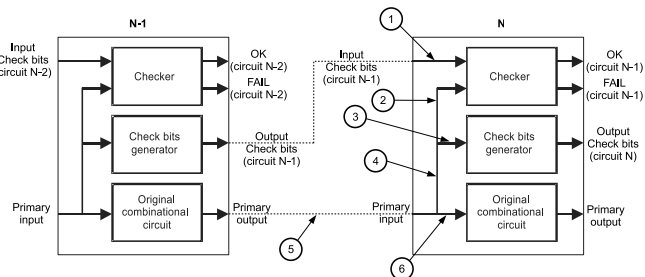 N-1
N
Input
Check bits
(circuit N-2)
Checker
OK
(circuit N-2)
FAIL
(circuit N-2)
Check bits
generator
Output
Check bits
(circuit N-1)
Primary
input
Original
combinational
circuit
Primary
output
Input
Check bits
(circuit N-1)
1
2
3
4
5
6
Checker
OK
(circuit N-1)
FAIL
(circuit N-1)
Check bits
generator
Output
Check bits
(circuit N)
Primary
input
Original
combinational
circuit
Primary
output